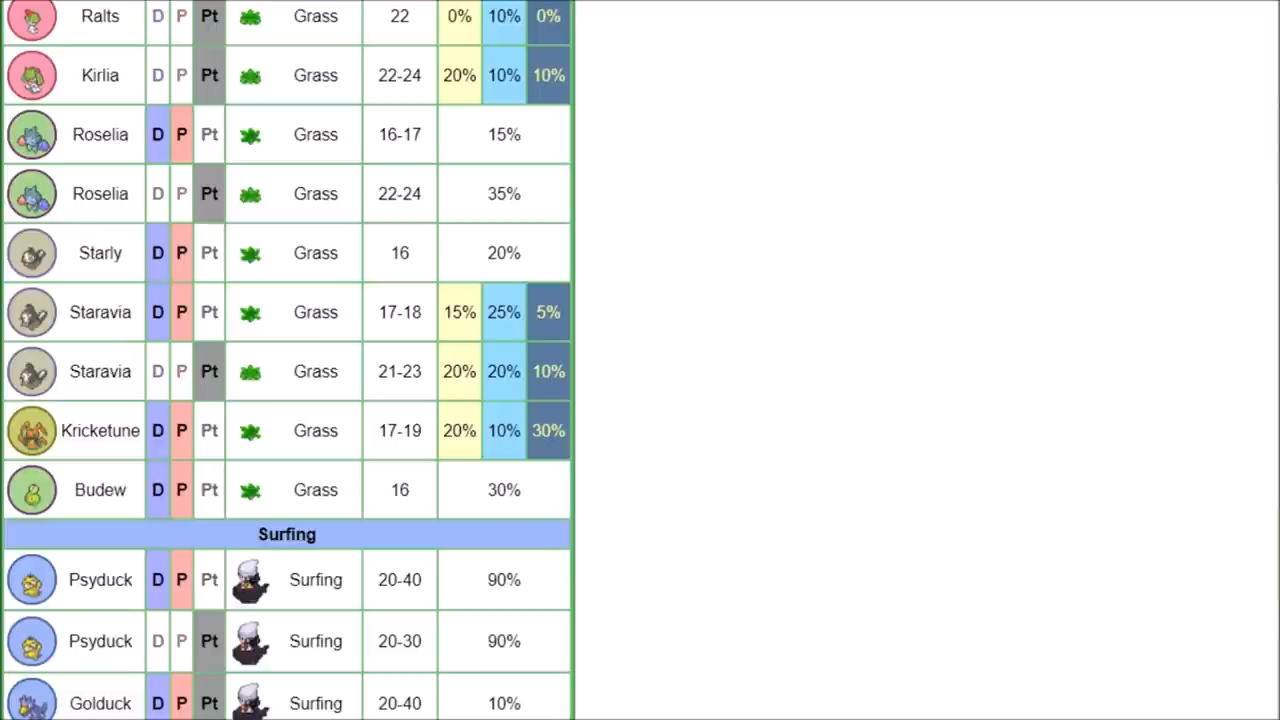 Ralts D P Pt Grass 22 0% 10% 0%
Kirlia D P Pt Grass 22-24 20% 10% 10%
Roselia D P Pt Grass 16-17 15%
Roselia D P Pt Grass 22-24 35%
Starly D P Pt Grass 16 20%
Staravia D P Pt Grass 17-18 15% 25% 5%
Staravia D P Pt Grass 21-23 20% 20% 10%
Kricketune D P Pt Grass 17-19 20% 10% 30%
Budew D P Pt Grass 16 30%
Surfing
Psyduck D P Pt Surfing 20-40 90%
Psyduck D P Pt Surfing 20-30 90%
Golduck D P Pt Surfing 20-40 10%